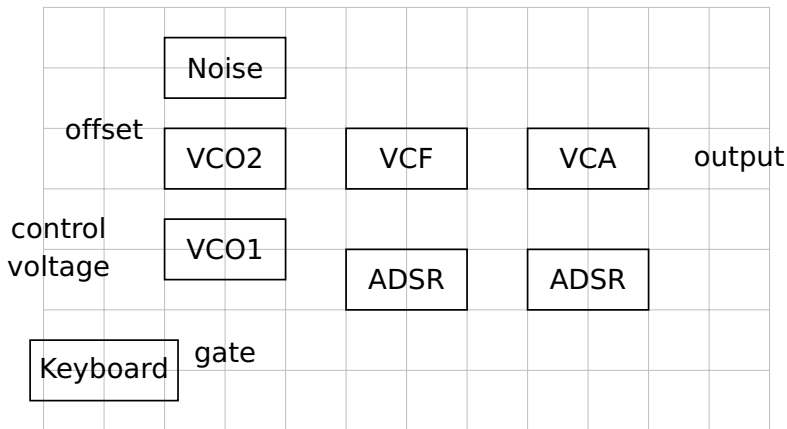 Noise
offset
VCO2
VCF
VCA
output
control
voltage
VCO1
ADSR
ADSR
Keyboard
gate